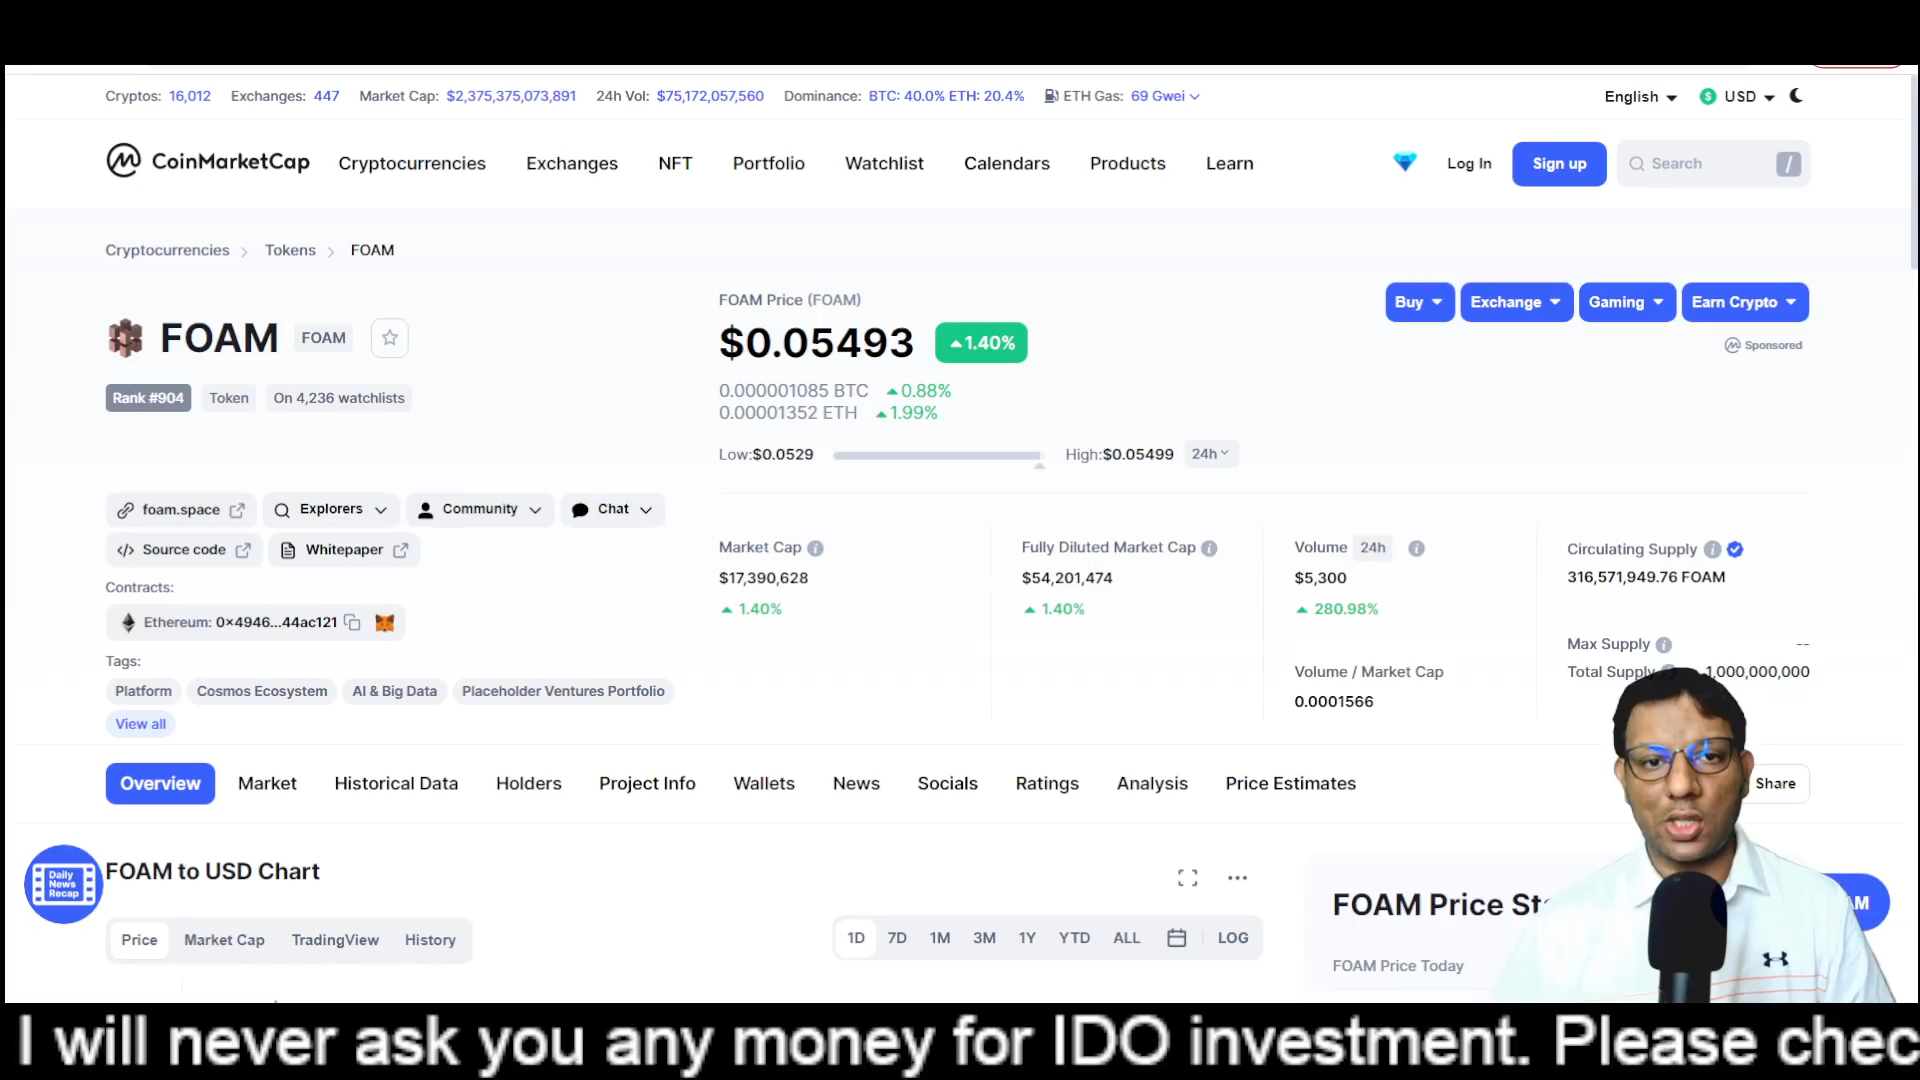 Cryptos: 16,012 Exchanges: 447 Market Cap: $2,375,375,073,891 24h Vol: $75,172,057,560 Dominance: BTC: 40.0% ETH: 20.4% ETH Gas: 69 Gwei English USD
CoinMarketCap Cryptocurrencies Exchanges NFT Portfolio Watchlist Calendars Products Learn Log In Sign up Search /
Cryptocurrencies Tokens FOAM
FOAM FOAM
Rank #904 Token On 4,236 watchlists
FOAM Price (FOAM)
$0.05493 1.40%
0.000001085 BTC 0.88%
0.00001352 ETH 1.99%
Low:$0.0529 High:$0.05499 24h
Buy Exchange Gaming Earn Crypto
Sponsored
foam.space Explorers Community Chat
Source code Whitepaper
Contracts:
Ethereum: 0x4946...44ac121
Tags:
Platform Cosmos Ecosystem AI & Big Data Placeholder Ventures Portfolio
View all
Market Cap
$17,390,628
1.40%
Fully Diluted Market Cap
$54,201,474
1.40%
Volume 24h
$5,300
280.98%
Volume / Market Cap
0.0001566
Circulating Supply
316,571,949.76 FOAM
Max Supply --
Total Supply 1,000,000,000
Overview Market Historical Data Holders Project Info Wallets News Socials Ratings Analysis Price Estimates Share
Daily
News
Recap
FOAM to USD Chart
Price Market Cap TradingView History
1D 7D 1M 3M 1Y YTD ALL LOG
FOAM Price St
FOAM Price Today
I will never ask you any money for IDO investment. Please chec